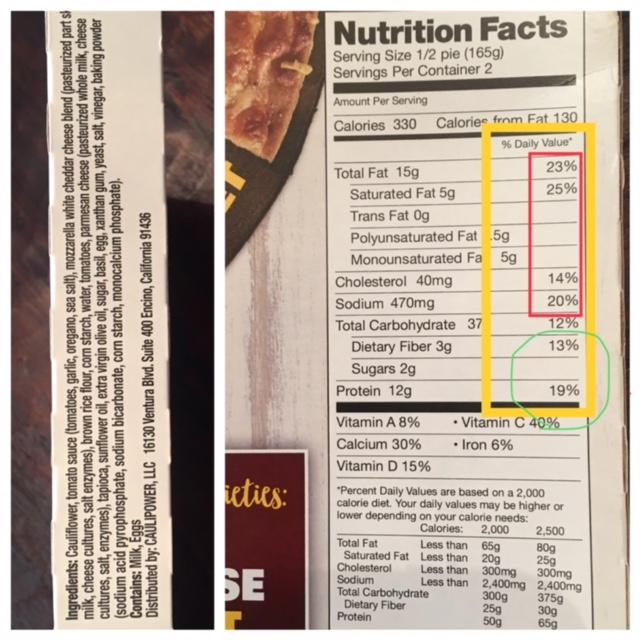 Ingredients: Cauliflower, tomato sauce (tomatoes, garlic, oregano, sea salt), mozzarella white cheddar cheese blend (pasteurized part sk
milk, cheese cultures, salt, enzymes), brown rice flour, corn starch, water, tomatoes, parmesan cheese (pasteurized whole milk, cheese
cultures, salt, enzymes), tapioca, sunflower oil, extra virgin olive oil, sugar, basil, egg, xanthan gum, yeast, salt, vinegar, baking powder
(sodium acid pyrophosphate, sodium bicarbonate, corn starch, monocalcium phosphate).
Contains: Milk, Eggs
Distributed by: CAULIPOWER, LLC 16130 Ventura Blvd. Suite 400 Encino, California 91436
Nutrition Facts
Serving Size 1/2 pie (165g)
Servings Per Container 2
Amount Per Serving
Calories 330 Calories from Fat 130
% Daily Value*
Total Fat 15g 23%
Saturated Fat 5g 25%
Trans Fat 0g
Polyunsaturated Fat .5g
Monounsaturated Fa 5g
Cholesterol 40mg 14%
Sodium 470mg 20%
Total Carbohydrate 37 12%
Dietary Fiber 3g 13%
Sugars 2g
Protein 12g 19%
Vitamin A 8% • Vitamin C 40%
Calcium 30% • Iron 6%
Vitamin D 15%
*Percent Daily Values are based on a 2,000
calorie diet. Your daily values may be higher or
lower depending on your calorie needs:
Calories: 2,000 2,500
Total Fat Less than 65g 80g
Saturated Fat Less than 20g 25g
Cholesterol Less than 300mg 300mg
Sodium Less than 2,400mg 2,400mg
Total Carbohydrate 300g 375g
Dietary Fiber 25g 30g
Protein 50g 65g
ieties:
SE
T